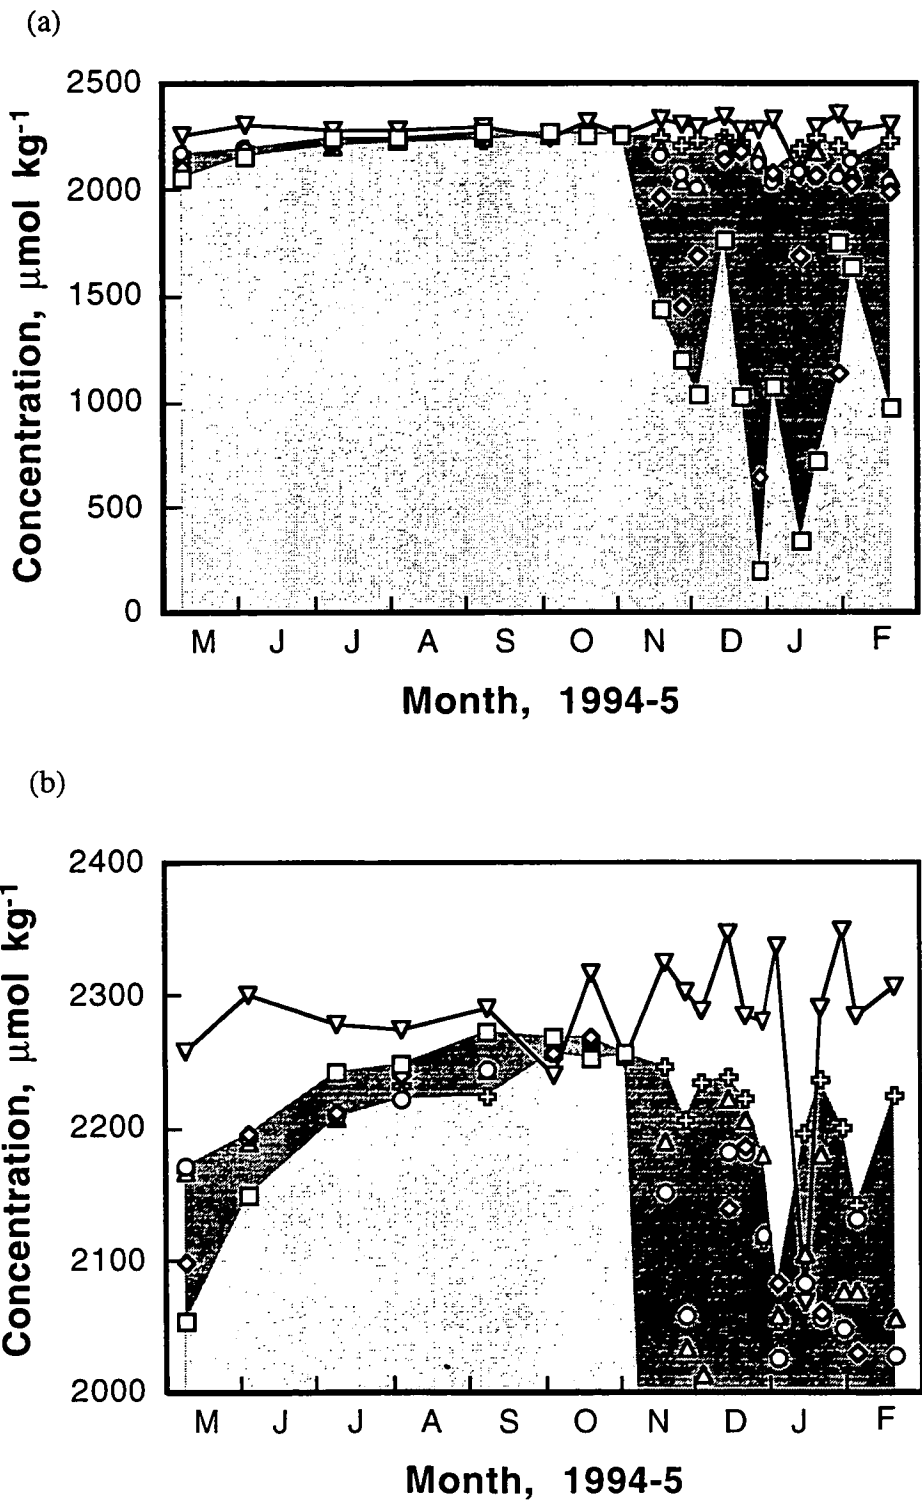 (a)
2500
2000
1500
1000
500
0
Concentration, μmol kg-1
M J J A S O N D J F
Month, 1994-5
(b)
2400
2300
2200
2100
2000
Concentration, μmol kg-1
M J J A S O N D J F
Month, 1994-5